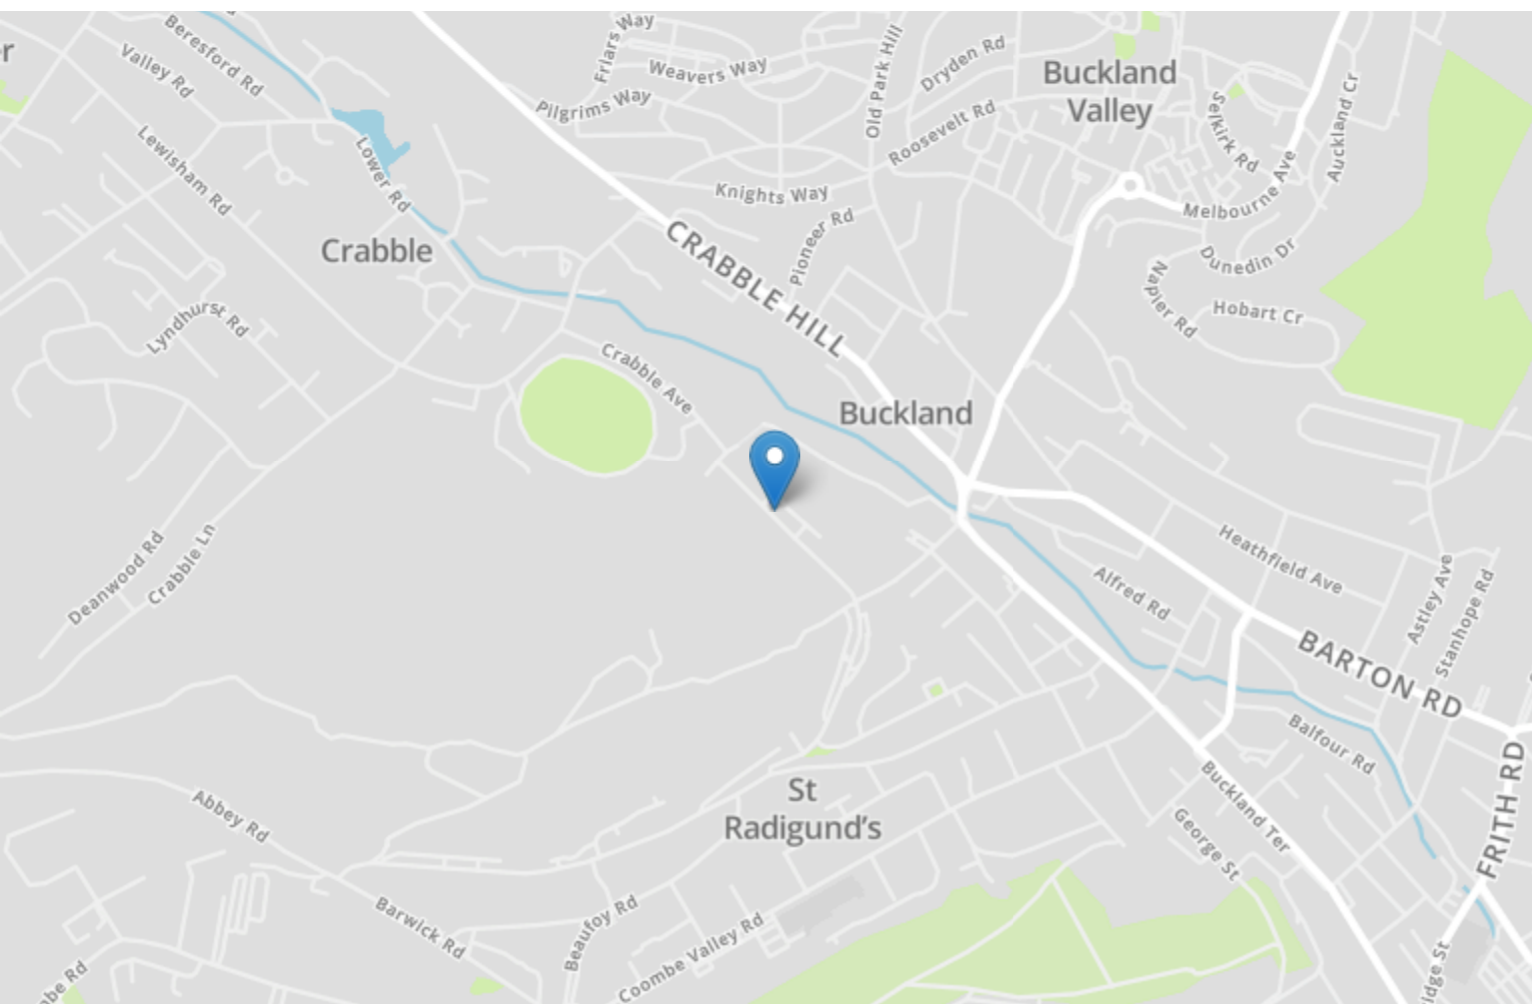 Beresford Rd
Friars Way
Valley Rd
Weavers Way
Old Park Hill
Dryden Rd
Buckland
Valley
Pilgrims Way
Roosevelt Rd
Selkirk Rd
Auckland Cr
Lewisham Rd
Lower Rd
Knights Way
Melbourne Ave
Crabble
CRABBLE HILL
Pioneer Rd
Dunedin Dr
Napier Rd
Hobart Cr
Lyndhurst Rd
Crabble Ave
Buckland
Deanwood Rd
Crabble Ln
Heathfield Ave
Alfred Rd
Astley Ave
Stanhope Rd
BARTON RD
Balfour Rd
St
Radigund's
Abbey Rd
Buckland Ter
George St
FRITH RD
Barwick Rd
Beaufoy Rd
Coombe Valley Rd